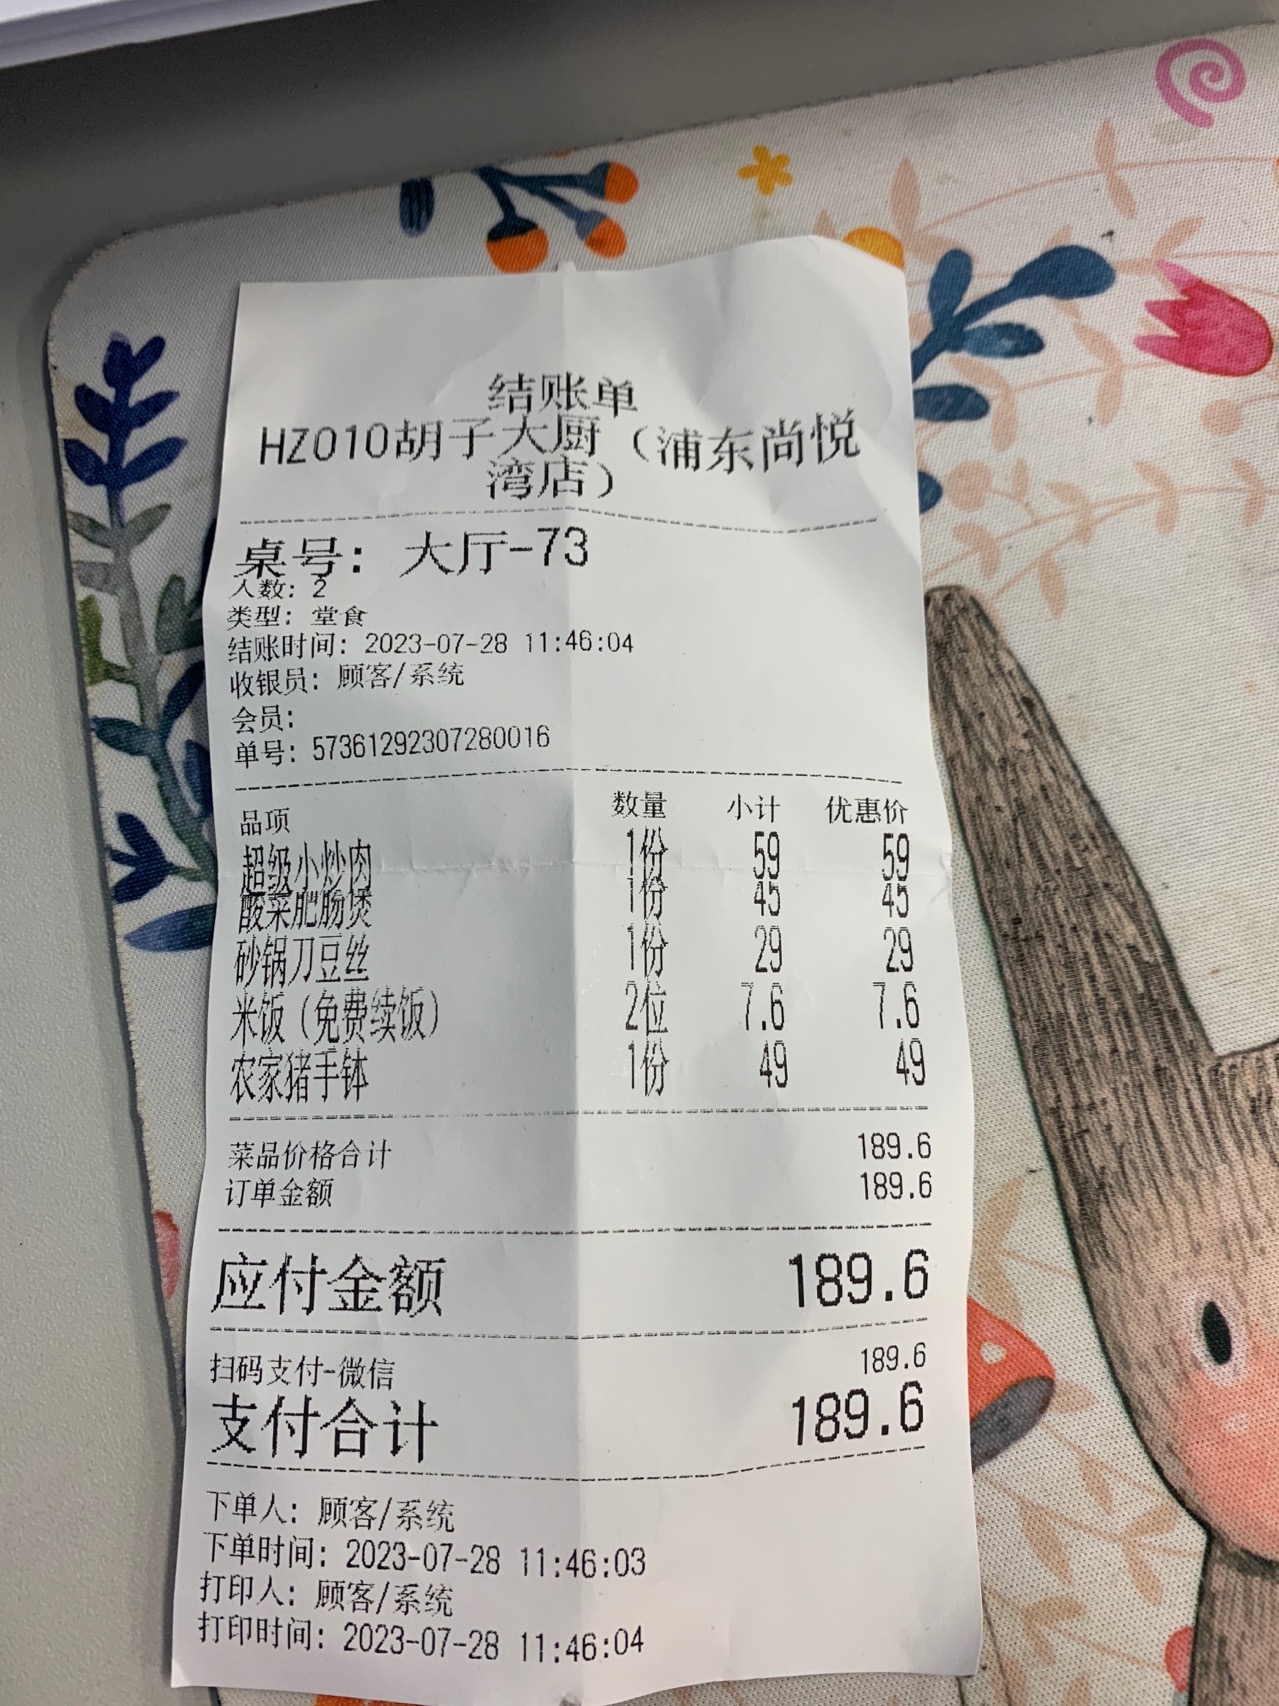 结账单
HZ010胡子大厨（浦东尚悦
湾店）
桌号：大厅-73
人数：2
类型：堂食
结账时间：2023-07-28 11:46:04
收银员：顾客/系统
会员：
单号：57361292307280016
品项 数量 小计 优惠价
超级小炒肉 1份 59 59
酸菜肥肠煲 1份 45 45
砂锅刀豆丝 1份 29 29
米饭（免费续饭） 2位 7.6 7.6
农家猪手钵 1份 49 49
菜品价格合计 189.6
订单金额 189.6
应付金额 189.6
扫码支付-微信 189.6
支付合计 189.6
下单人：顾客/系统
下单时间：2023-07-28 11:46:03
打印人：顾客/系统
打印时间：2023-07-28 11:46:04